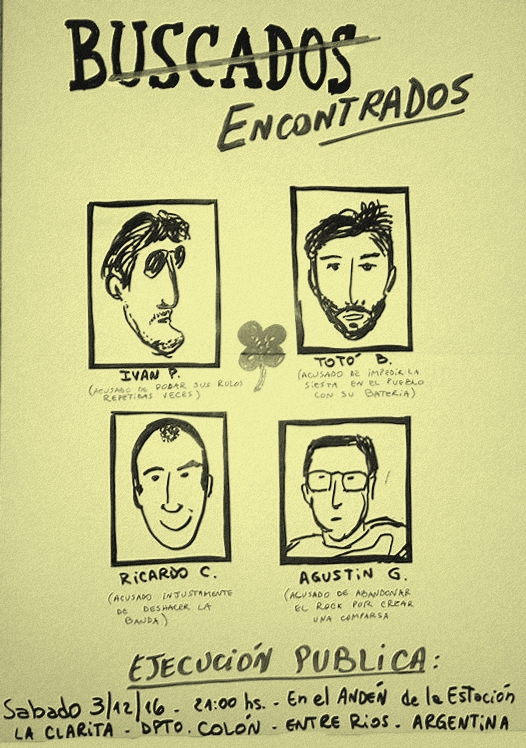 BUSCADOS
ENCONTRADOS
IVAN P.
(ACUSADO DE PODAR SUS RULOS
REPETIDAS VECES)
TOTÓ B.
(ACUSADO DE IMPEDIR LA
SIESTA EN EL PUEBLO
CON SU BATERÍA)
RICARDO C.
(ACUSADO INJUSTAMENTE
DE DESHACER LA
BANDA)
AGUSTIN G.
(ACUSADO DE ABANDONAR
EL ROCK POR CREAR
UNA COMPARSA
EJECUCIÓN PUBLICA:
Sabado 3/12/16 - 21:00 hs. - En el ANDÉN de la Estación
LA CLARITA - DPTO. COLÓN - ENTRE RIOS - ARGENTINA